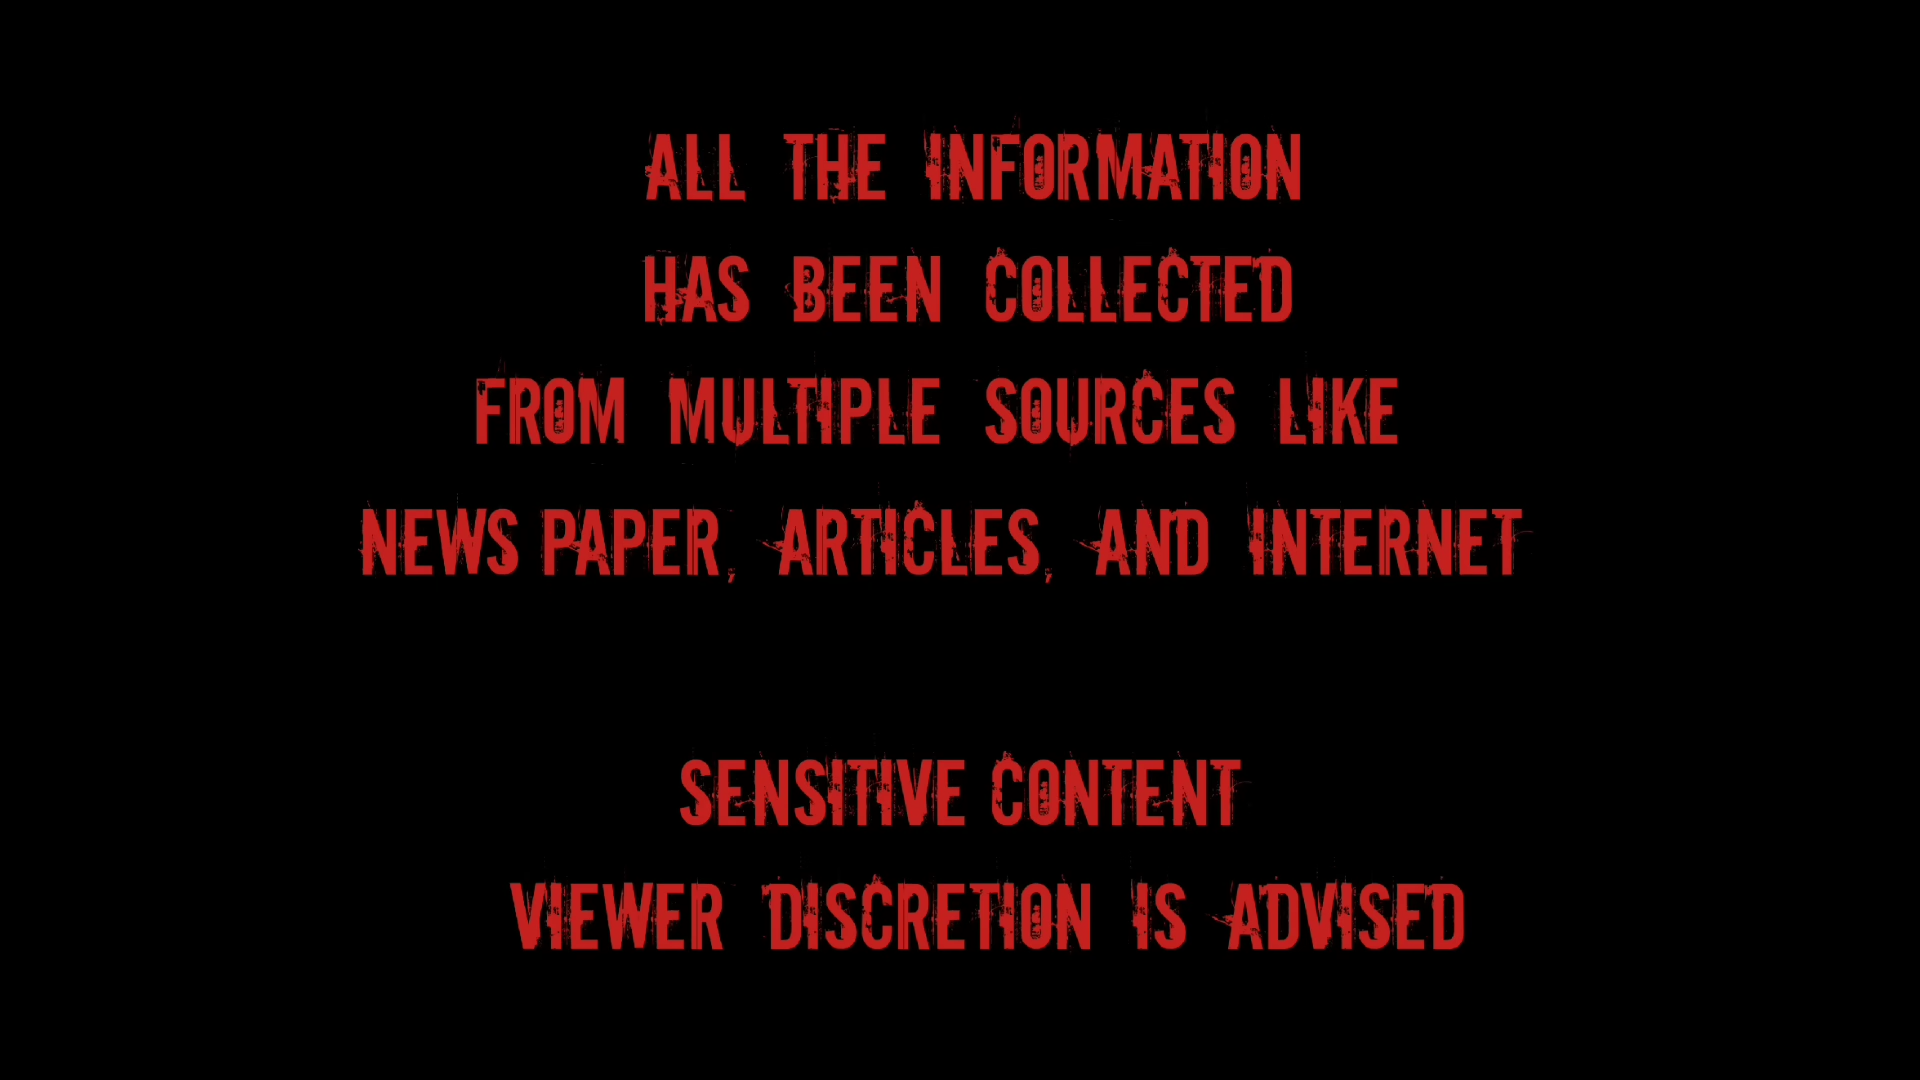 ALL THE INFORMATION
HAS BEEN COLLECTED
FROM MULTIPLE SOURCES LIKE
NEWS PAPER, ARTICLES, AND INTERNET
SENSITIVE CONTENT
VIEWER DISCRETION IS ADVISED